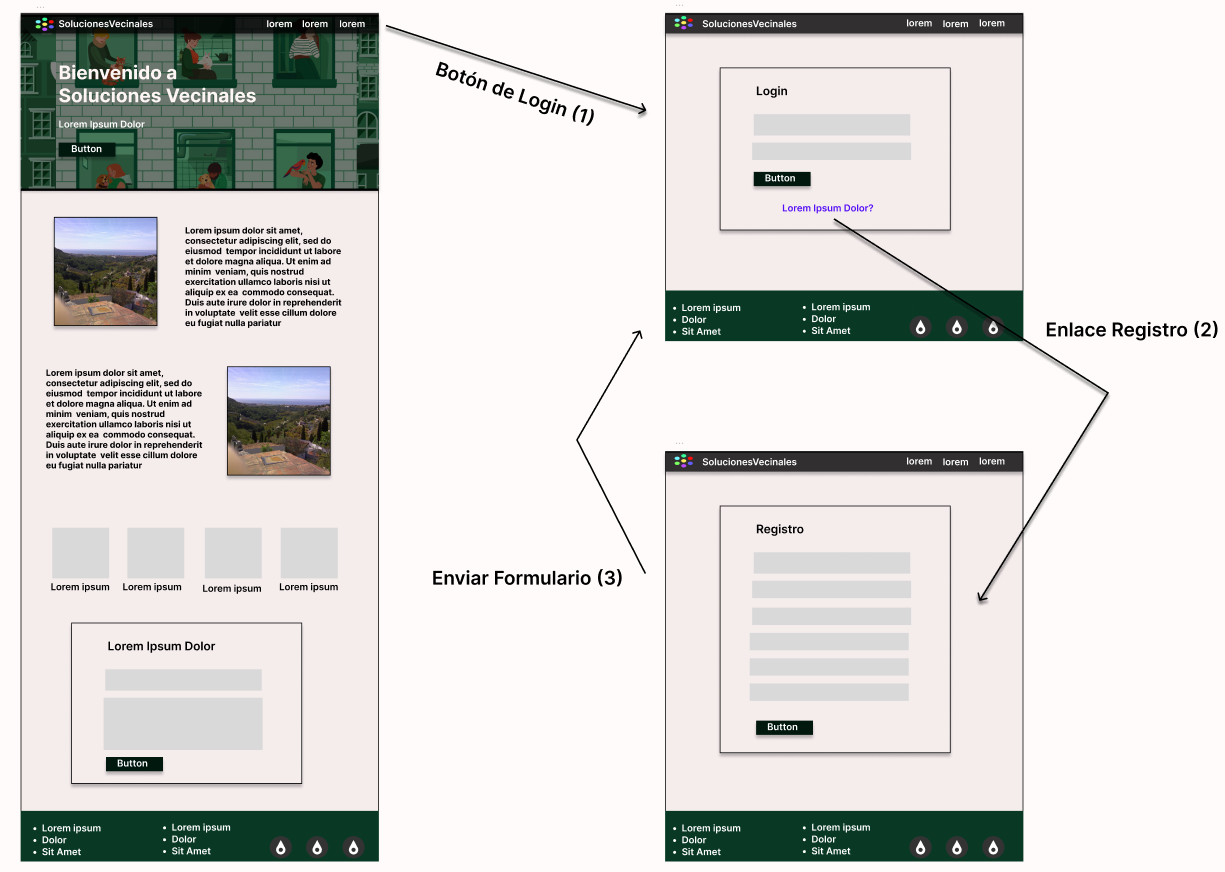 SolucionesVecinales
lorem lorem lorem
Bienvenido a
Soluciones Vecinales
Lorem Ipsum Dolor
Button
Lorem ipsum dolor sit amet,
consectetur adipiscing elit, sed do
eiusmod tempor incididunt ut labore
et dolore magna aliqua. Ut enim ad
minim veniam, quis nostrud
exercitation ullamco laboris nisi ut
aliquip ex ea commodo consequat.
Duis aute irure dolor in reprehenderit
in voluptate velit esse cillum dolore
eu fugiat nulla pariatur
Lorem ipsum dolor sit amet,
consectetur adipiscing elit, sed do
eiusmod tempor incididunt ut labore
et dolore magna aliqua. Ut enim ad
minim veniam, quis nostrud
exercitation ullamco laboris nisi ut
aliquip ex ea commodo consequat.
Duis aute irure dolor in reprehenderit
in voluptate velit esse cillum dolore
eu fugiat nulla pariatur
Lorem ipsum Lorem ipsum Lorem ipsum Lorem ipsum
Lorem Ipsum Dolor
Button
• Lorem ipsum
• Dolor
• Sit Amet
• Lorem ipsum
• Dolor
• Sit Amet
Botón de Login (1)
SolucionesVecinales
lorem lorem lorem
Login
Button
Lorem Ipsum Dolor?
• Lorem ipsum
• Dolor
• Sit Amet
• Lorem ipsum
• Dolor
• Sit Amet
Enlace Registro (2)
SolucionesVecinales
lorem lorem lorem
Registro
Button
• Lorem ipsum
• Dolor
• Sit Amet
• Lorem ipsum
• Dolor
• Sit Amet
Enviar Formulario (3)